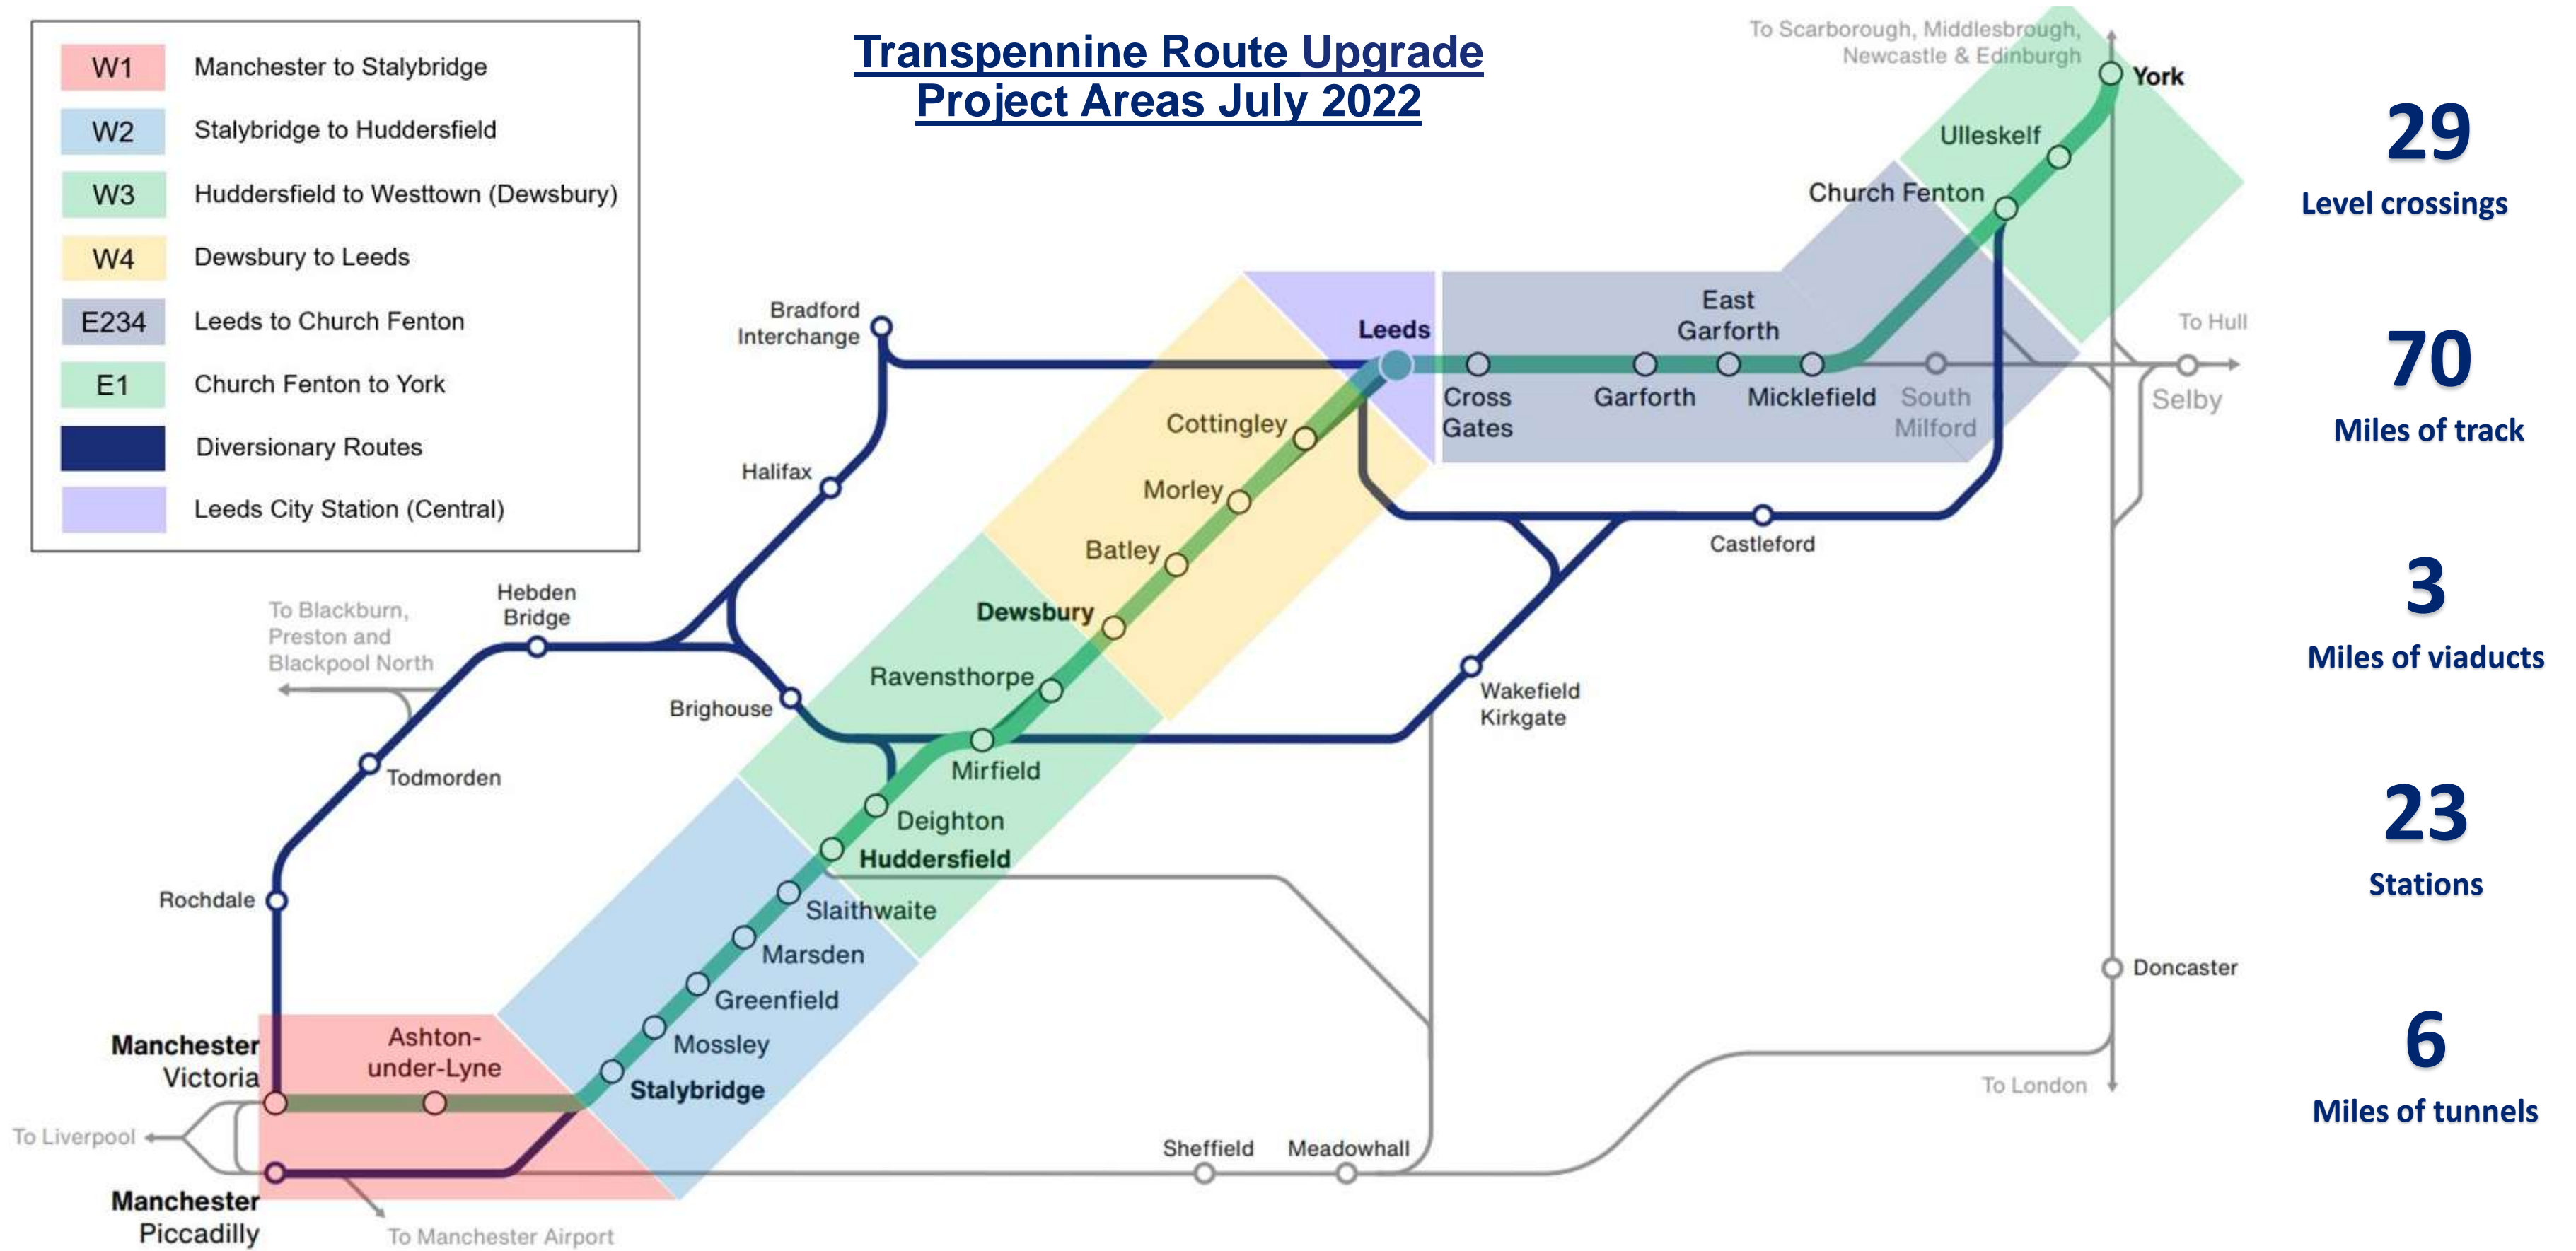 Transpennine Route Upgrade
Project Areas July 2022
W1 Manchester to Stalybridge
W2 Stalybridge to Huddersfield
W3 Huddersfield to Westtown (Dewsbury)
W4 Dewsbury to Leeds
E234 Leeds to Church Fenton
E1 Church Fenton to York
Diversionary Routes
Leeds City Station (Central)
To Scarborough, Middlesbrough,
Newcastle & Edinburgh
York
Ulleskelf
Church Fenton
To Hull
Selby
Bradford
Interchange
Leeds
East
Garforth
Cross
Gates
Garforth
Micklefield
South
Milford
Cottingley
Halifax
Morley
Batley
Castleford
Dewsbury
Hebden
Bridge
To Blackburn,
Preston and
Blackpool North
Ravensthorpe
Brighouse
Wakefield
Kirkgate
Mirfield
Todmorden
Deighton
Huddersfield
Rochdale
Slaithwaite
Marsden
Greenfield
Mossley
Stalybridge
Doncaster
To London
Manchester
Victoria
Ashton-
under-Lyne
To Liverpool
Sheffield
Meadowhall
Manchester
Piccadilly
To Manchester Airport
29
Level crossings
70
Miles of track
3
Miles of viaducts
23
Stations
6
Miles of tunnels